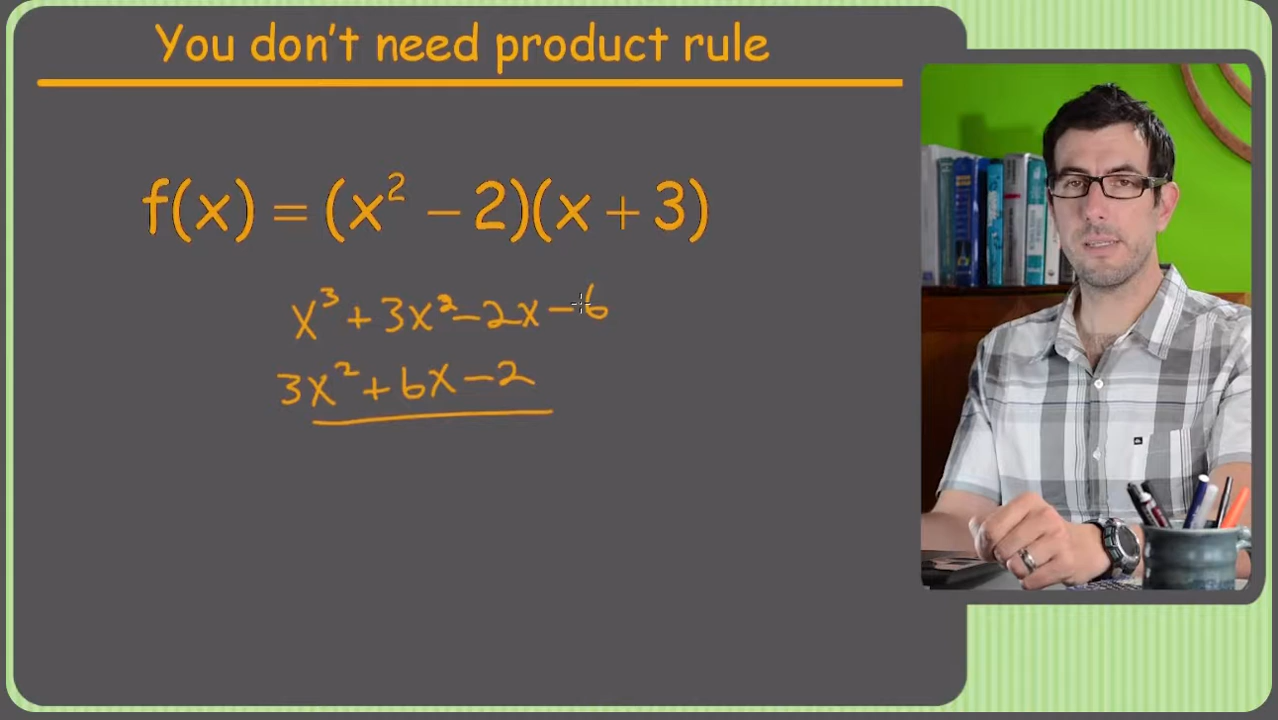 You don't need product rule
f(x) = (x² − 2)(x + 3)
x³ + 3x² − 2x − 6
3x² + 6x − 2